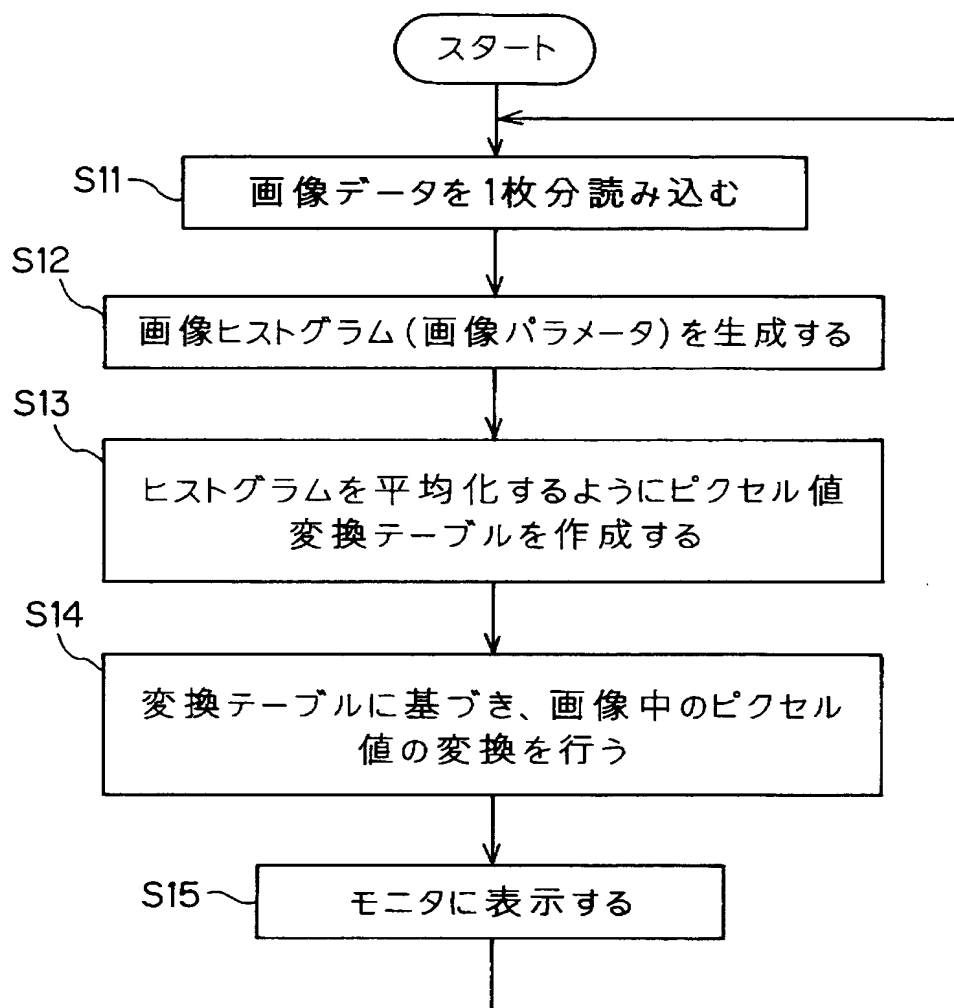 スタート
S11
画像データを1枚分読み込む
S12
画像ヒストグラム(画像パラメータ)を生成する
S13
ヒストグラムを平均化するようにピクセル値
変換テーブルを作成する
S14
変換テーブルに基づき、画像中のピクセル
値の変換を行う
S15
モニタに表示する